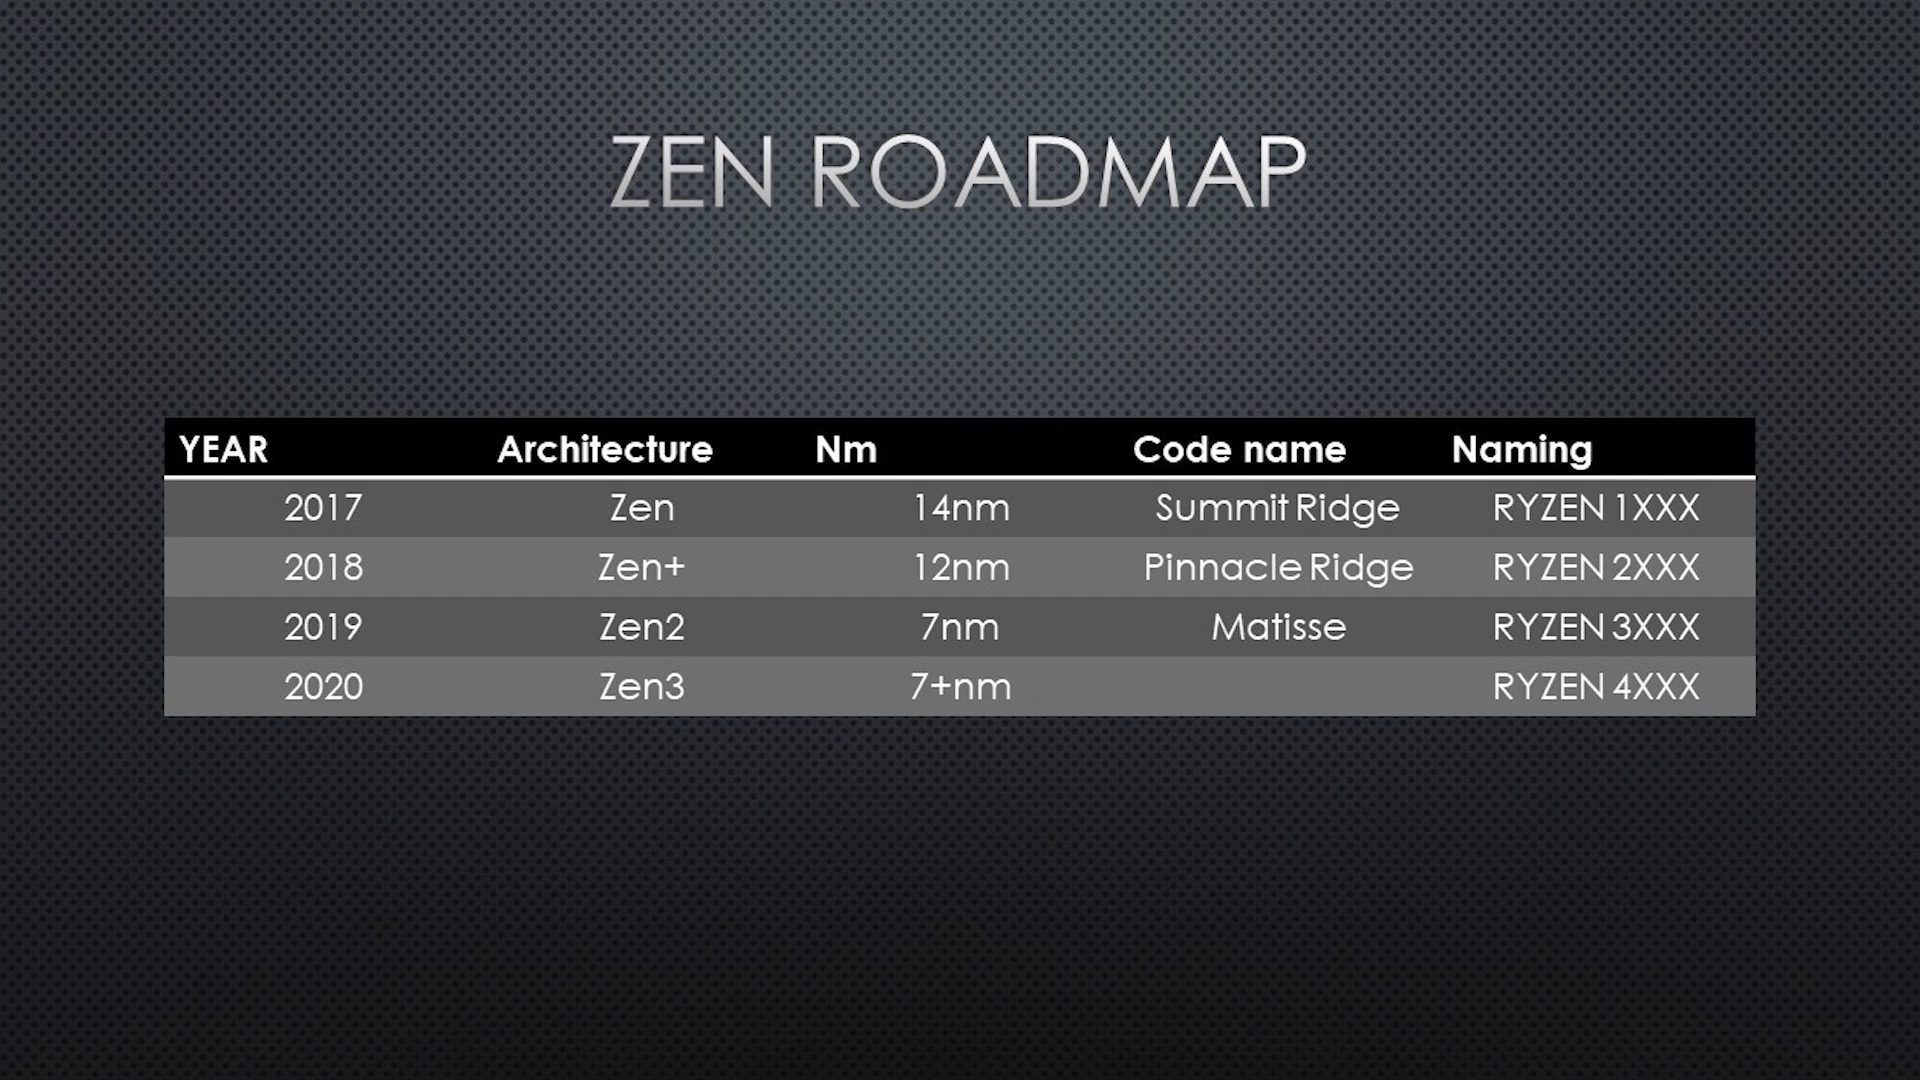 ZEN ROADMAP
YEAR Architecture Nm Code name Naming
2017 Zen 14nm Summit Ridge RYZEN 1XXX
2018 Zen+ 12nm Pinnacle Ridge RYZEN 2XXX
2019 Zen2 7nm Matisse RYZEN 3XXX
2020 Zen3 7+nm RYZEN 4XXX